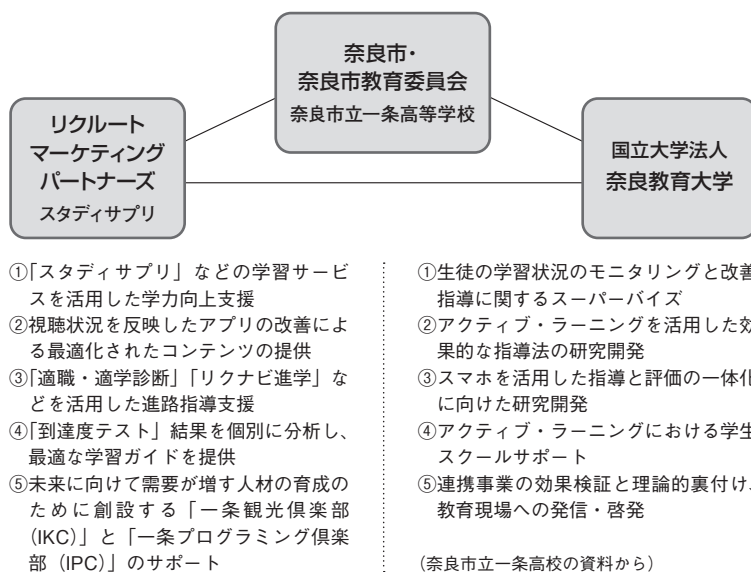 奈良市・
奈良市教育委員会
奈良市立一条高等学校
リクルート
マーケティング
パートナーズ
スタディサプリ
国立大学法人
奈良教育大学
①「スタディサプリ」などの学習サービ
スを活用した学力向上支援
②視聴状況を反映したアプリの改善によ
る最適化されたコンテンツの提供
③「適職・適学診断」「リクナビ進学」な
どを活用した進路指導支援
④「到達度テスト」結果を個別に分析し、
最適な学習ガイドを提供
⑤未来に向けて需要が増す人材の育成の
ために創設する「一条観光倶楽部
(IKC)」と「一条プログラミング倶楽
部（IPC)」のサポート
①生徒の学習状況のモニタリングと改善
指導に関するスーパーバイズ
②アクティブ・ラーニングを活用した効
果的な指導法の研究開発
③スマホを活用した指導と評価の一体化
に向けた研究開発
④アクティブ・ラーニングにおける学生
スクールサポート
⑤連携事業の効果検証と理論的裏付け、
教育現場への発信・啓発
(奈良市立一条高校の資料から）